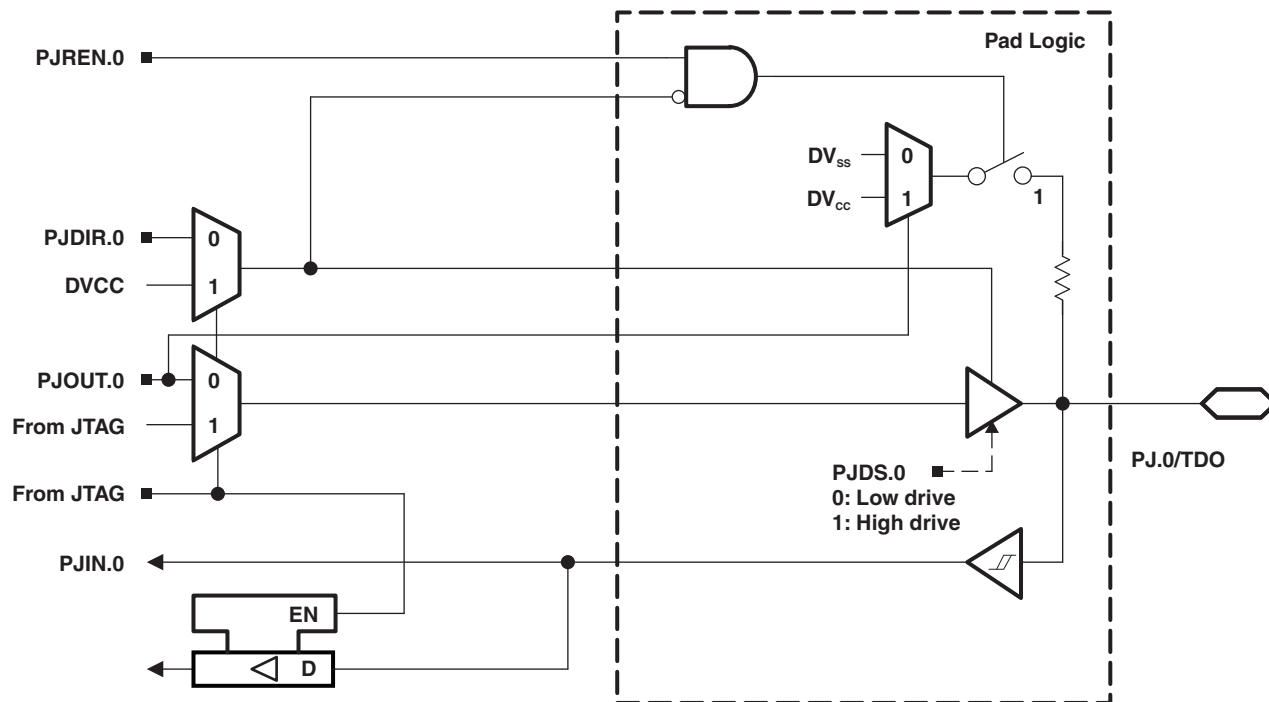 Pad Logic
PJREN.0
DVss
0
DVcc
1
1
PJDIR.0
0
DVCC
1
PJOUT.0
0
From JTAG
1
PJ.0/TDO
PJDS.0
0: Low drive
1: High drive
From JTAG
PJIN.0
EN
D